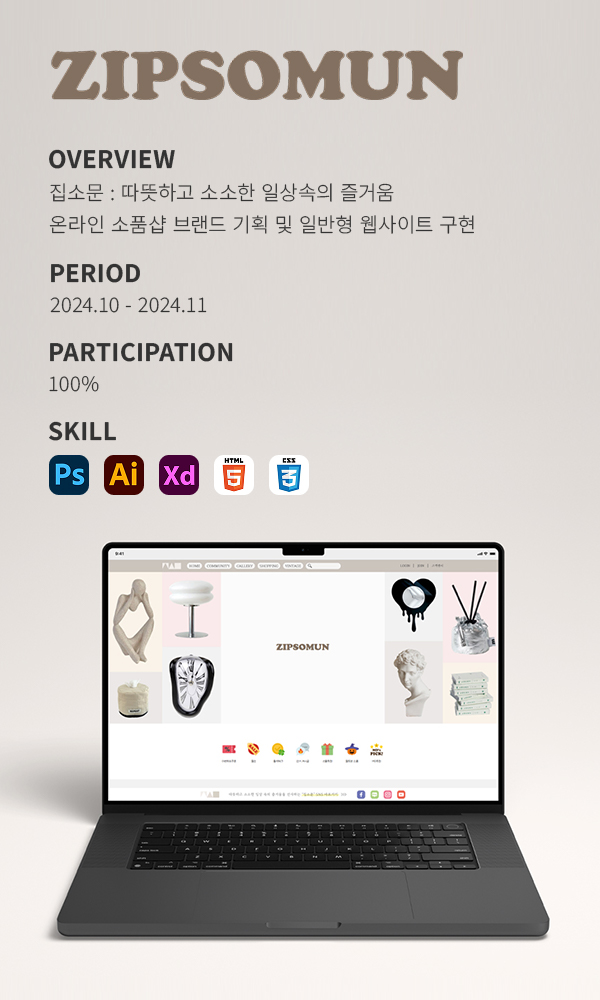 ZIPSOMUN
OVERVIEW
집소문 : 따뜻하고 소소한 일상속의 즐거움
온라인 소품샵 브랜드 기획 및 일반형 웹사이트 구현
PERIOD
2024.10 - 2024.11
PARTICIPATION
100%
SKILL
Ps Ai Xd HTML 5 CSS 3
9:41
HOME COMMUNITY GALLERY SHOPPING VINTAGE
ZIPSOMUN